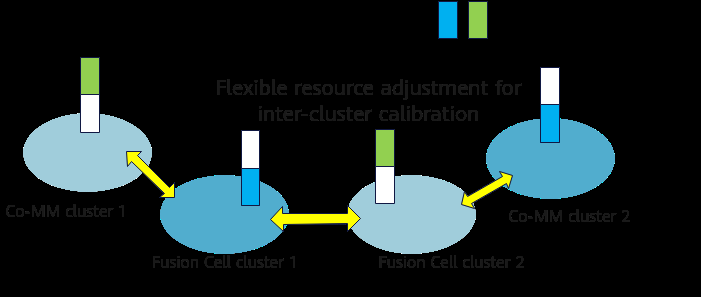 Flexible resource adjustment for
inter-cluster calibration
Co-MM cluster 1
Co-MM cluster 2
Fusion Cell cluster 1
Fusion Cell cluster 2